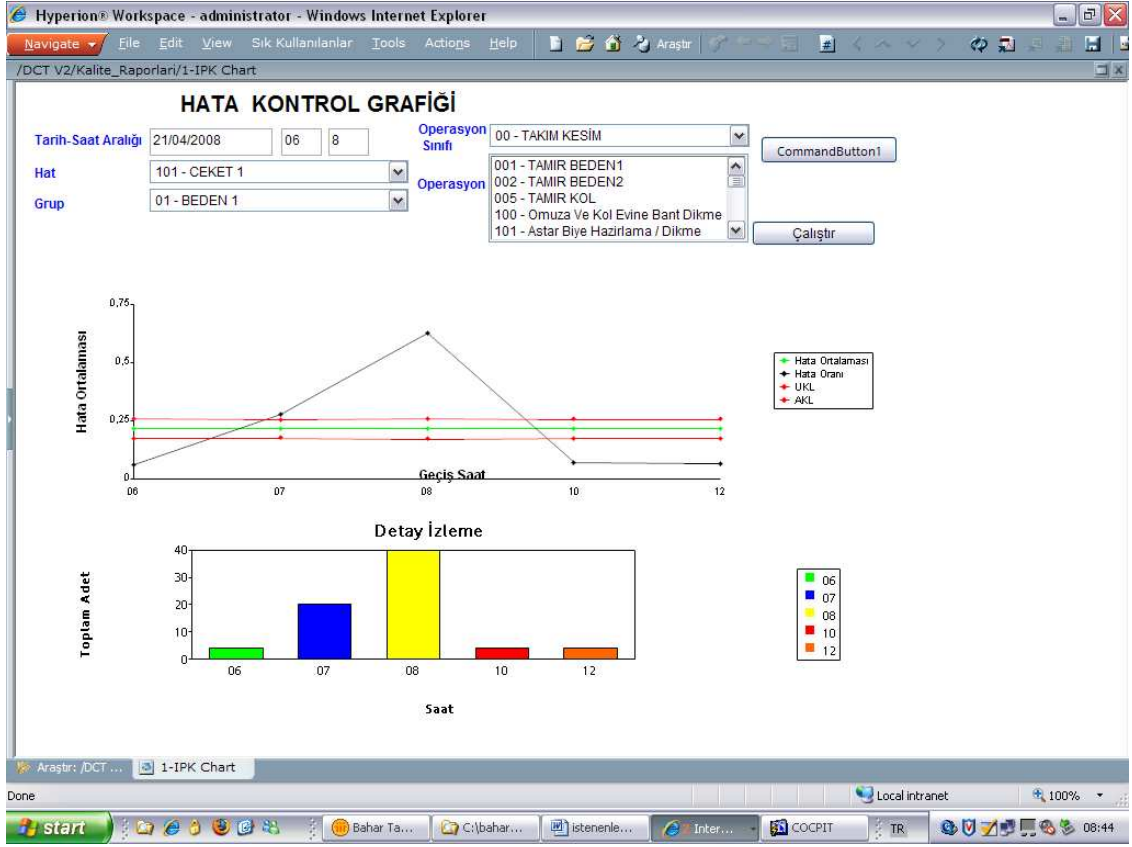 Hyperion® Workspace - administrator - Windows Internet Explorer
Navigate File Edit View Sık Kullanılanlar Tools Actions Help Araştır
/DCT V2/Kalite_Raporlari/1-IPK Chart
HATA KONTROL GRAFİĞİ
Tarih-Saat Aralığı 21/04/2008 06 8
Operasyon Sınıfı 00 - TAKIM KESİM
CommandButton1
Hat 101 - CEKET 1
Grup 01 - BEDEN 1
Operasyon
001 - TAMIR BEDEN1
002 - TAMIR BEDEN2
005 - TAMIR KOL
100 - Omuza Ve Kol Evine Bant Dikme
101 - Astar Biye Hazirlama / Dikme
Çalıştır
Hata Ortalaması
0,75
0,5
0,25
0
06 07 08 10 12
Geçiş Saat
Hata Ortalaması
Hata Oranı
UKL
AKL
Detay İzleme
Toplam Adet
40
30
20
10
0
06 07 08 10 12
Saat
06
07
08
10
12
Araştır: /DCT ... 1-IPK Chart
Done Local intranet 100%
start Bahar Ta... C:\bahar... istenenle... 7 Inter... COCPIT TR 08:44